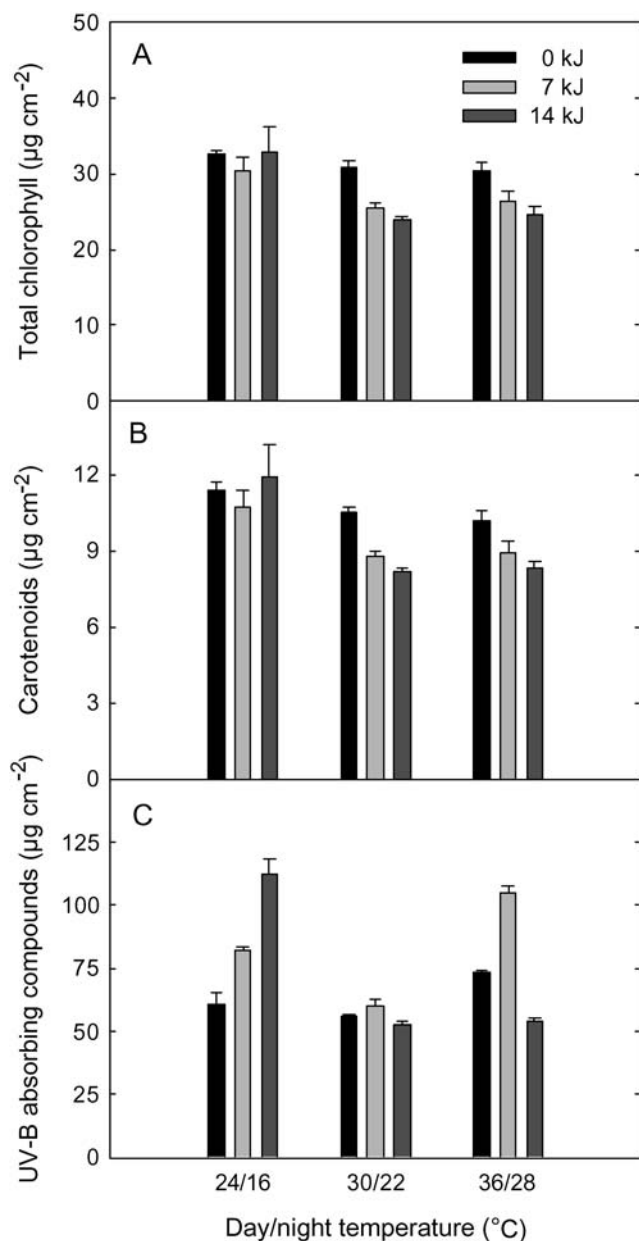 50
A
0 kJ
7 kJ
14 kJ
40
30
20
10
0
Total chlorophyll (µg cm⁻²)
B
12
9
6
3
0
Carotenoids (µg cm⁻²)
C
125
100
75
50
25
0
UV-B absorbing compounds (µg cm⁻²)
24/16 30/22 36/28
Day/night temperature (°C)